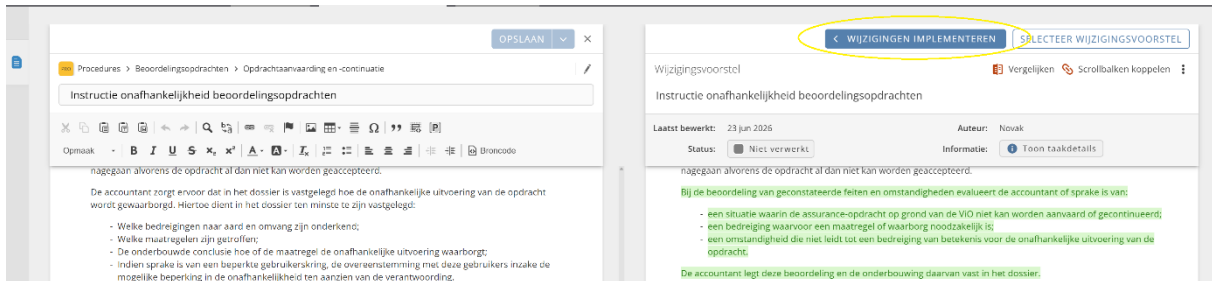 OPSLAAN
Procedures > Beoordelingsopdrachten > Opdrachtaanvaarding en -continuatie
Instructie onafhankelijkheid beoordelingsopdrachten
Opmaak B I U S x₂ x² A A Ix Broncode
nagegaan alvorens de opdracht al dan niet kan worden geaccepteerd.
De accountant zorgt ervoor dat in het dossier is vastgelegd hoe de onafhankelijke uitvoering van de opdracht
wordt gewaarborgd. Hiertoe dient in het dossier ten minste te zijn vastgelegd:
- Welke bedreigingen naar aard en omvang zijn onderkend;
- Welke maatregelen zijn getroffen;
- De onderbouwde conclusie hoe of de maatregel de onafhankelijke uitvoering waarborgt;
- Indien sprake is van een beperkte gebruikerskring, de overeenstemming met deze gebruikers inzake de
mogelijke beperking in de onafhankelijkheid ten aanzien van de verantwoording.
WIJZIGINGEN IMPLEMENTEREN
SELECTEER WIJZIGINGSVOORSTEL
Wijzigingsvoorstel
Vergelijken
Scrollbalken koppelen
Instructie onafhankelijkheid beoordelingsopdrachten
Laatst bewerkt: 23 jun 2026
Auteur: Novak
Status: Niet verwerkt
Informatie: Toon taakdetails
nagegaan alvorens de opdracht al dan niet kan worden geaccepteerd.
Bij de beoordeling van geconstateerde feiten en omstandigheden evalueert de accountant of sprake is van:
- een situatie waarin de assurance-opdracht op grond van de ViO niet kan worden aanvaard of gecontinueerd;
- een bedreiging waarvoor een maatregel of waarborg noodzakelijk is;
- een omstandigheid die niet leidt tot een bedreiging van betekenis voor de onafhankelijke uitvoering van de
opdracht.
De accountant legt deze beoordeling en de onderbouwing daarvan vast in het dossier.